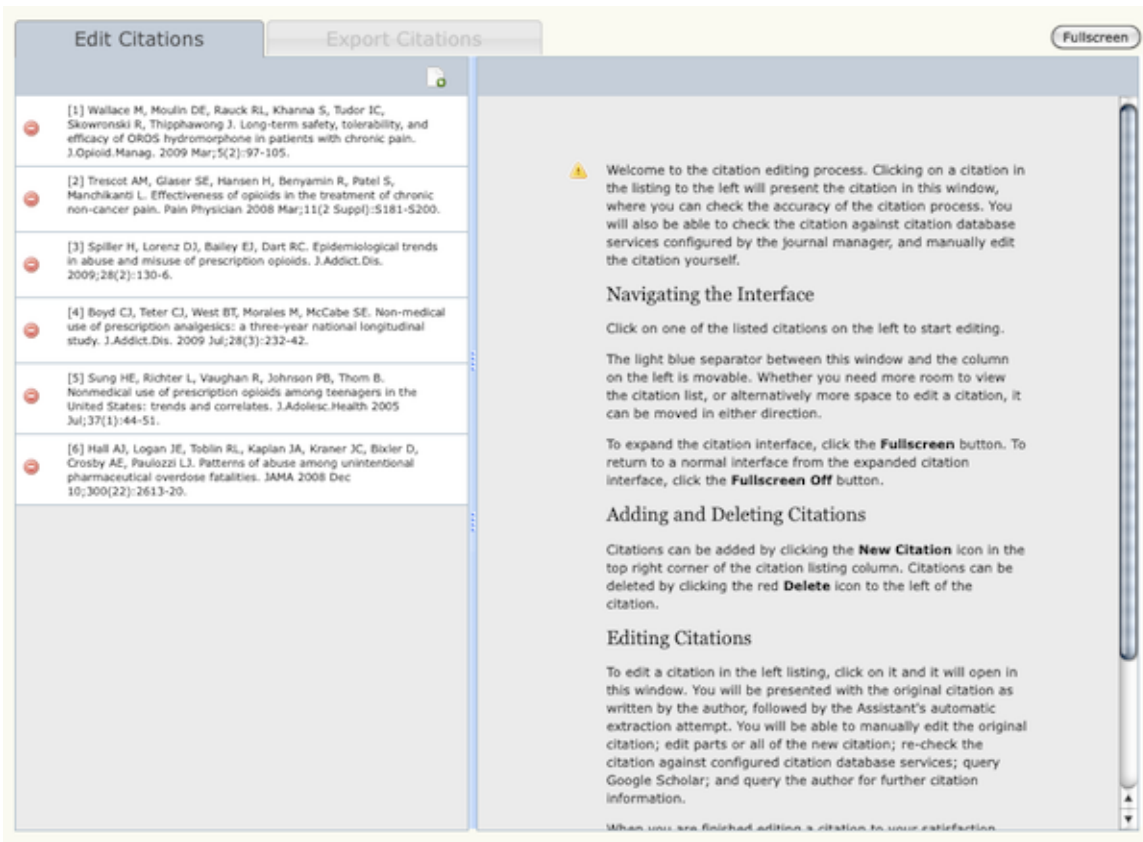 Edit Citations
Export Citations
Fullscreen
[1] Wallace M, Moulin DE, Rauck RL, Khanna S, Tudor IC,
Skowronski R, Thipphawong J. Long-term safety, tolerability, and
efficacy of OROS hydromorphone in patients with chronic pain.
J.Opioid.Manag. 2009 Mar;5(2):97-105.
[2] Trescot AM, Glaser SE, Hansen H, Benyamin R, Patel S,
Manchikanti L. Effectiveness of opioids in the treatment of chronic
non-cancer pain. Pain Physician 2008 Mar;11(2 Suppl):S181-S200.
[3] Spiller H, Lorenz DJ, Bailey EJ, Dart RC. Epidemiological trends
in abuse and misuse of prescription opioids. J.Addict.Dis.
2009;28(2):130-6.
[4] Boyd CJ, Teter CJ, West BT, Morales M, McCabe SE. Non-medical
use of prescription analgesics: a three-year national longitudinal
study. J.Addict.Dis. 2009 Jul;28(3):232-42.
[5] Sung HE, Richter L, Vaughan R, Johnson PB, Thom B.
Nonmedical use of prescription opioids among teenagers in the
United States: trends and correlates. J.Adolesc.Health 2005
Jul;37(1):44-51.
[6] Hall AJ, Logan JE, Toblin RL, Kaplan JA, Kraner JC, Bixler D,
Crosby AE, Paulozzi LJ. Patterns of abuse among unintentional
pharmaceutical overdose fatalities. JAMA 2008 Dec
10;300(22):2613-20.
Welcome to the citation editing process. Clicking on a citation in
the listing to the left will present the citation in this window,
where you can check the accuracy of the citation process. You
will also be able to check the citation against citation database
services configured by the journal manager, and manually edit
the citation yourself.
Navigating the Interface
Click on one of the listed citations on the left to start editing.
The light blue separator between this window and the column
on the left is movable. Whether you need more room to view
the citation list, or alternatively more space to edit a citation, it
can be moved in either direction.
To expand the citation interface, click the Fullscreen button. To
return to a normal interface from the expanded citation
interface, click the Fullscreen Off button.
Adding and Deleting Citations
Citations can be added by clicking the New Citation icon in the
top right corner of the citation listing column. Citations can be
deleted by clicking the red Delete icon to the left of the
citation.
Editing Citations
To edit a citation in the left listing, click on it and it will open in
this window. You will be presented with the original citation as
written by the author, followed by the Assistant's automatic
extraction attempt. You will be able to manually edit the original
citation; edit parts or all of the new citation; re-check the
citation against configured citation database services; query
Google Scholar; and query the author for further citation
information.
When you are finished editing a citation to your satisfaction